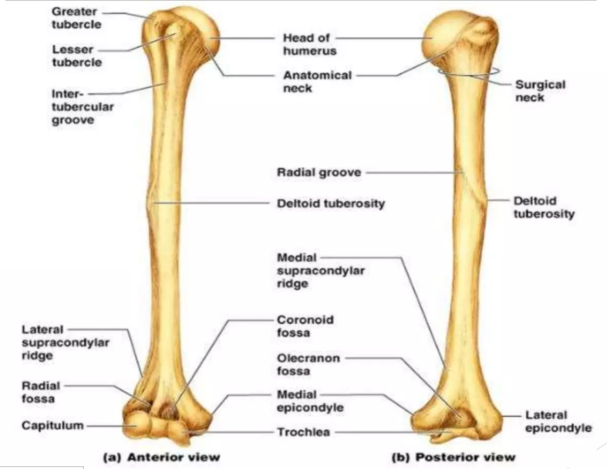 Greater
tubercle
Lesser
tubercle
Inter-
tubercular
groove
Lateral
supracondylar
ridge
Radial
fossa
Capitulum
Head of
humerus
Anatomical
neck
Radial groove
Deltoid tuberosity
Medial
supracondylar
ridge
Coronoid
fossa
Olecranon
fossa
Medial
epicondyle
Trochlea
Surgical
neck
Deltoid
tuberosity
Lateral
epicondyle
(a) Anterior view
(b) Posterior view